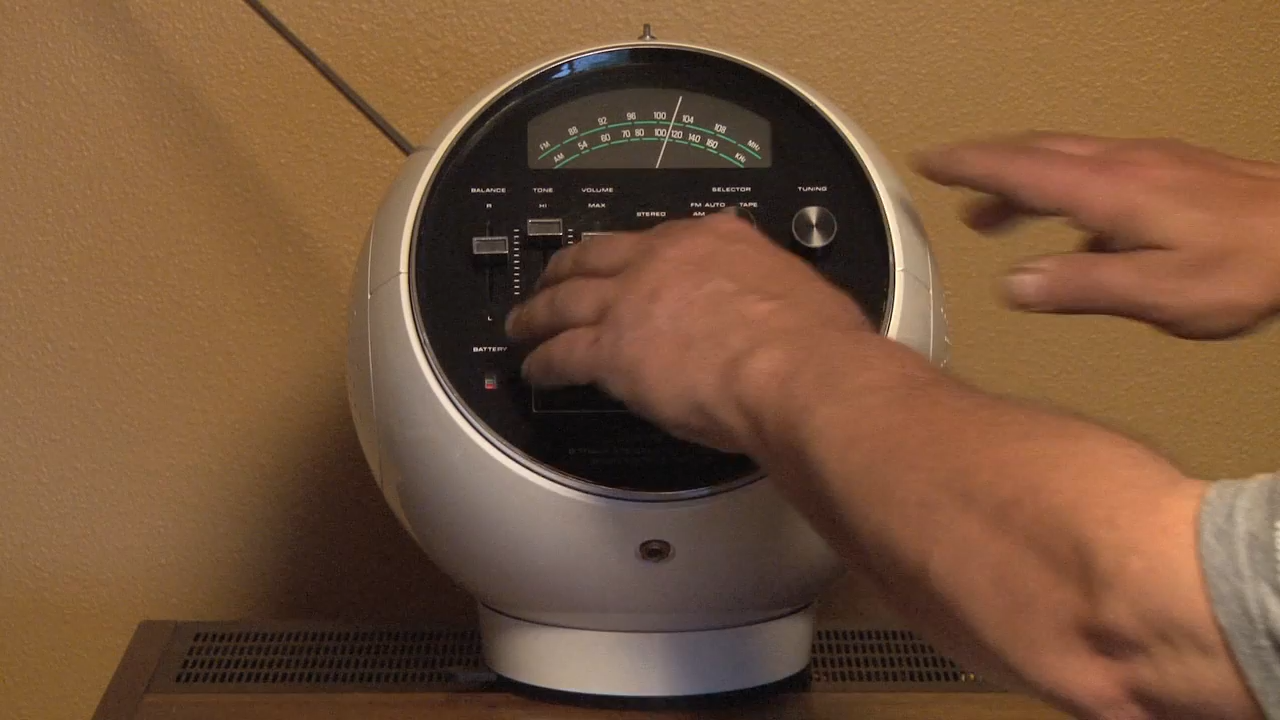 FM 88 92 96 100 104 108 MHz
AM 54 60 70 80 100 120 140 160 KHz
BALANCE TONE VOLUME SELECTOR TUNING
R HI MAX STEREO FM AUTO TAPE
AM
L
BATTERY